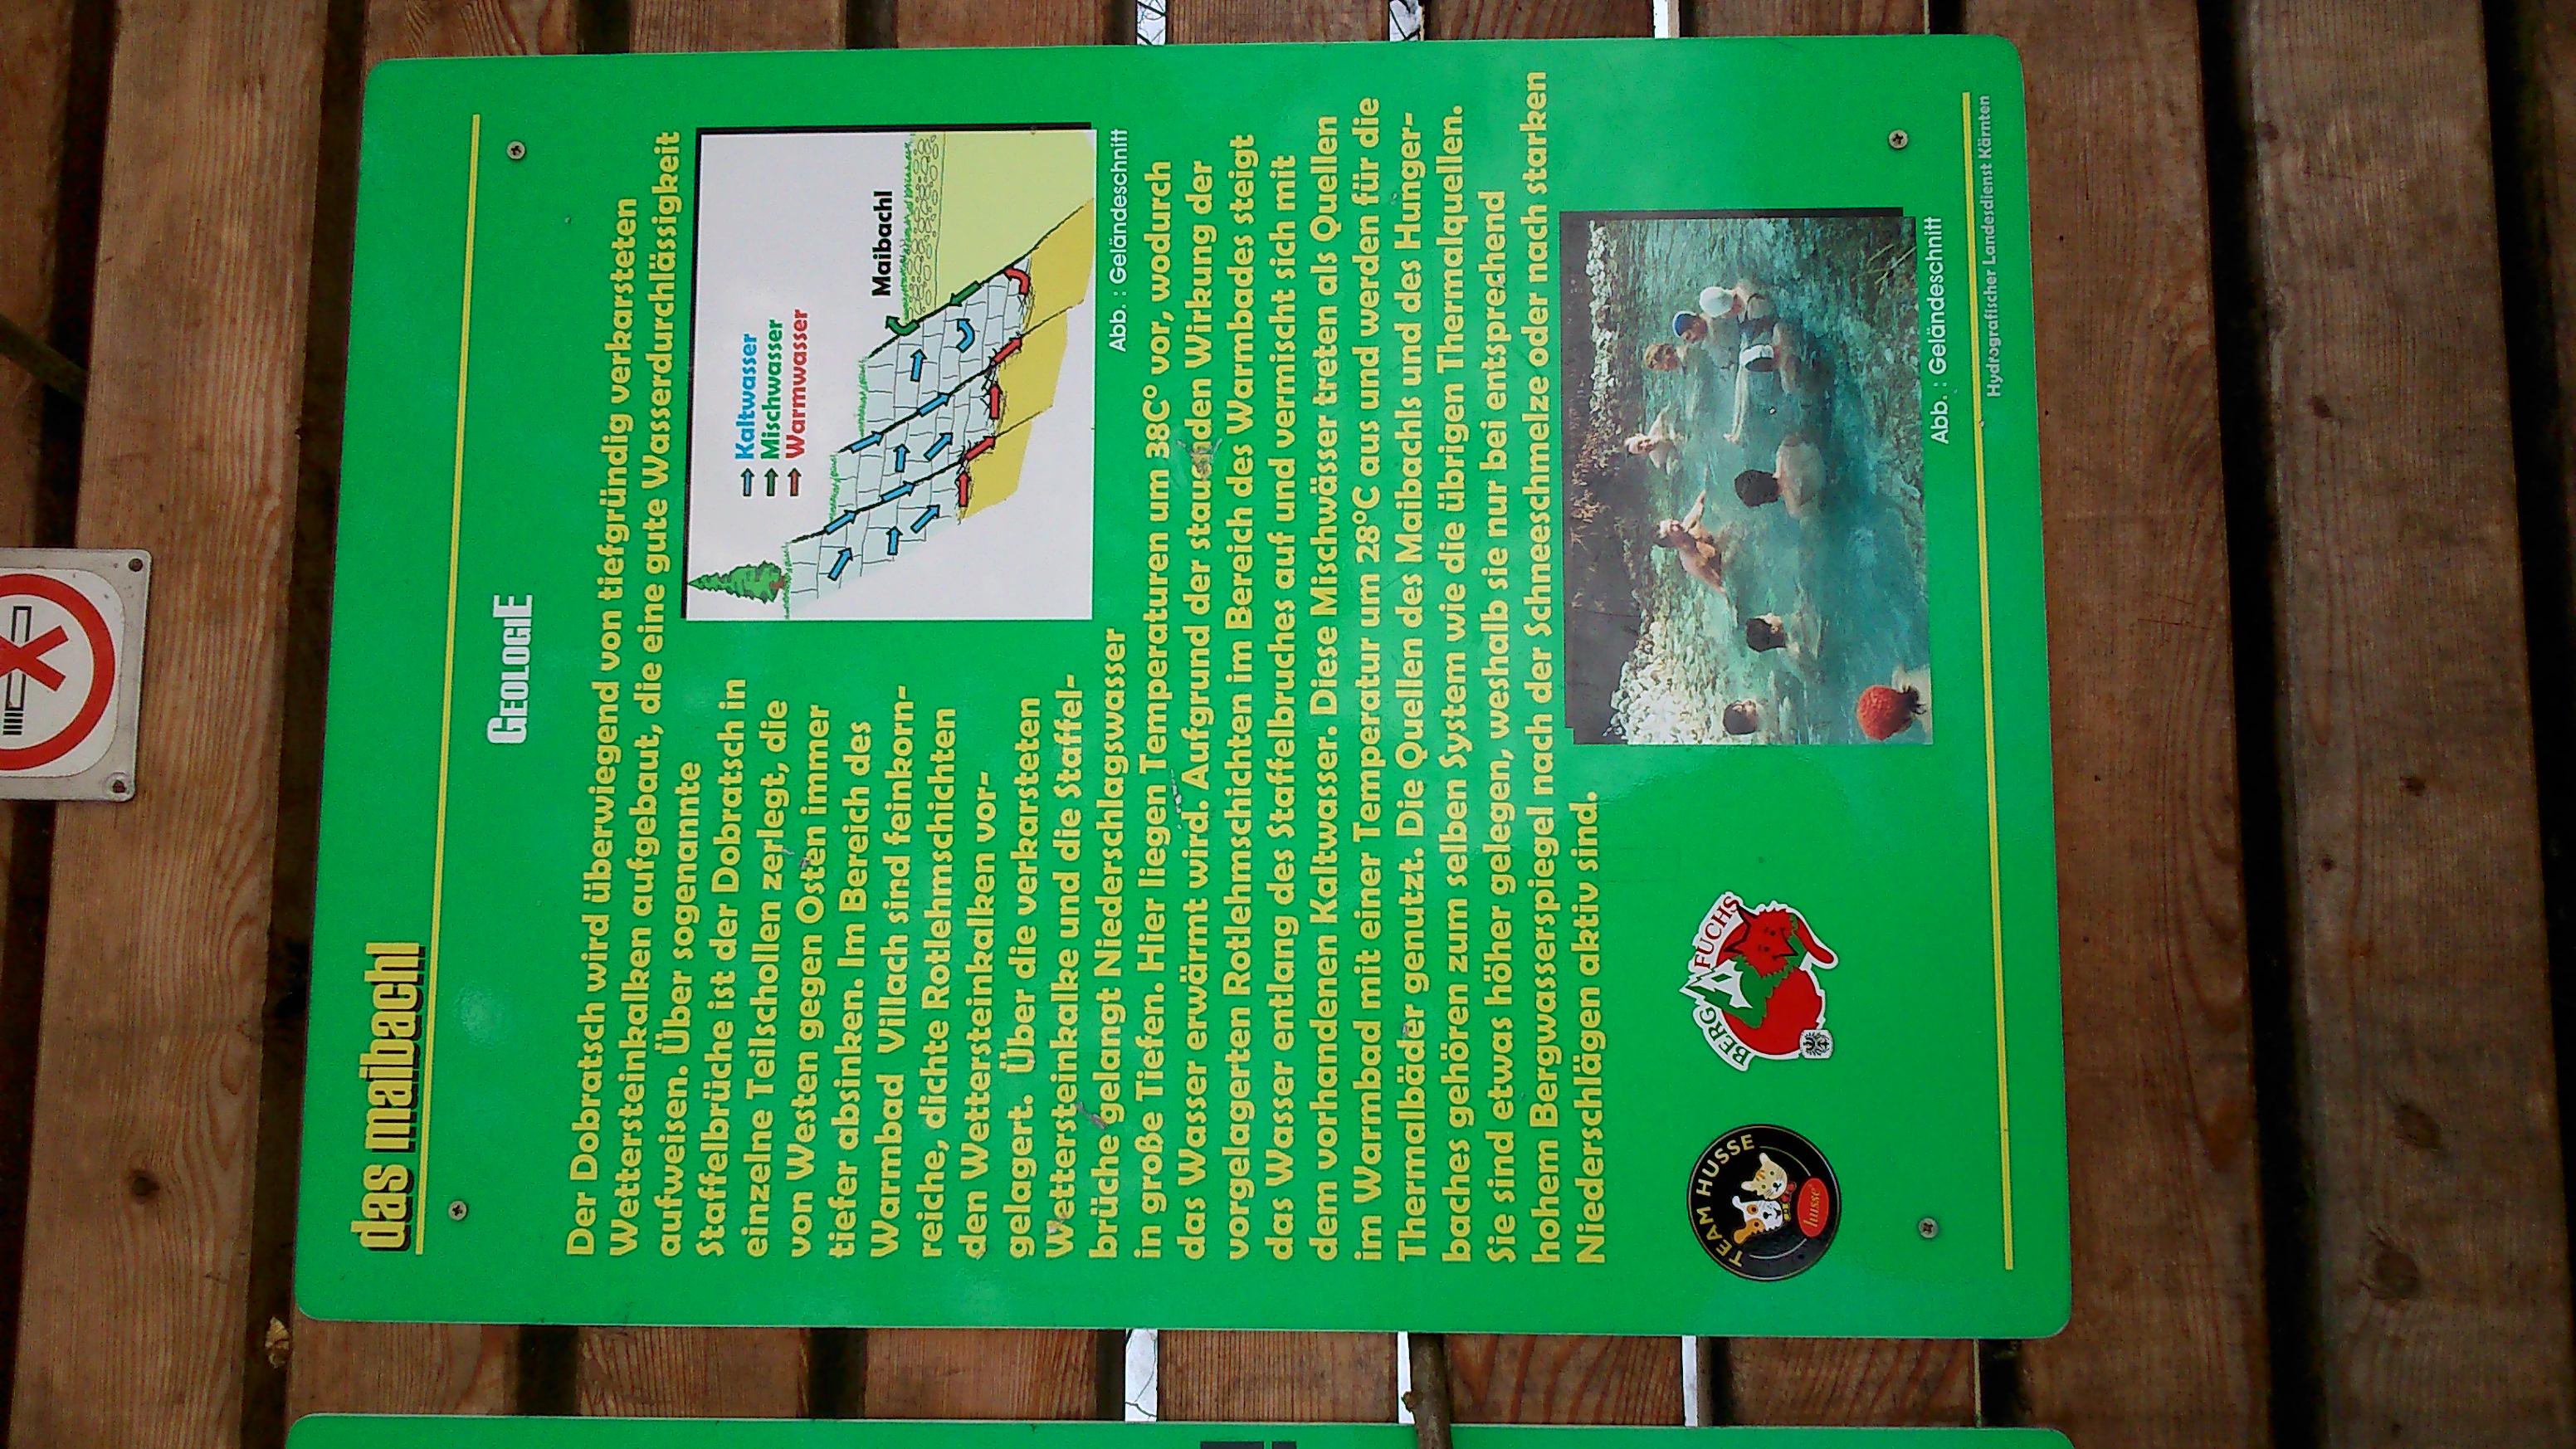 das maibachl
GEOLOGIE
Der Dobratsch wird überwiegend von tiefgründig verkarsteten
Wettersteinkalken aufgebaut, die eine gute Wasserdurchlässigkeit
aufweisen. Über sogenannte
Staffelbrüche ist der Dobratsch in
einzelne Teilschollen zerlegt, die
von Westen gegen Osten immer
tiefer absinken. Im Bereich des
Warmbad Villach sind feinkorn-
reiche, dichte Rotlehmschichten
den Wettersteinkalken vor-
gelagert. Über die verkarsteten
Wettersteinkalke und die Staffel-
brüche gelangt Niederschlagswasser
in große Tiefen. Hier liegen Temperaturen um 38C° vor, wodurch
das Wasser erwärmt wird. Aufgrund der stauenden Wirkung der
vorgelagerten Rotlehmschichten im Bereich des Warmbades steigt
das Wasser entlang des Staffelbruches auf und vermischt sich mit
dem vorhandenen Kaltwasser. Diese Mischwässer treten als Quellen
im Warmbad mit einer Temperatur um 28°C aus und werden für die
Thermalbäder genutzt. Die Quellen des Maibachls und des Hunger-
baches gehören zum selben System wie die übrigen Thermalquellen.
Sie sind etwas höher gelegen, weshalb sie nur bei entsprechend
hohem Bergwasserspiegel nach der Schneeschmelze oder nach starken
Niederschlägen aktiv sind.
Kaltwasser
Mischwasser
Warmwasser
Maibachl
Abb. : Geländeschnitt
TEAM HUSSE
husse
BERG FÜCHS
Abb. : Geländeschnitt
Hydrografischer Landesdienst Kärnten